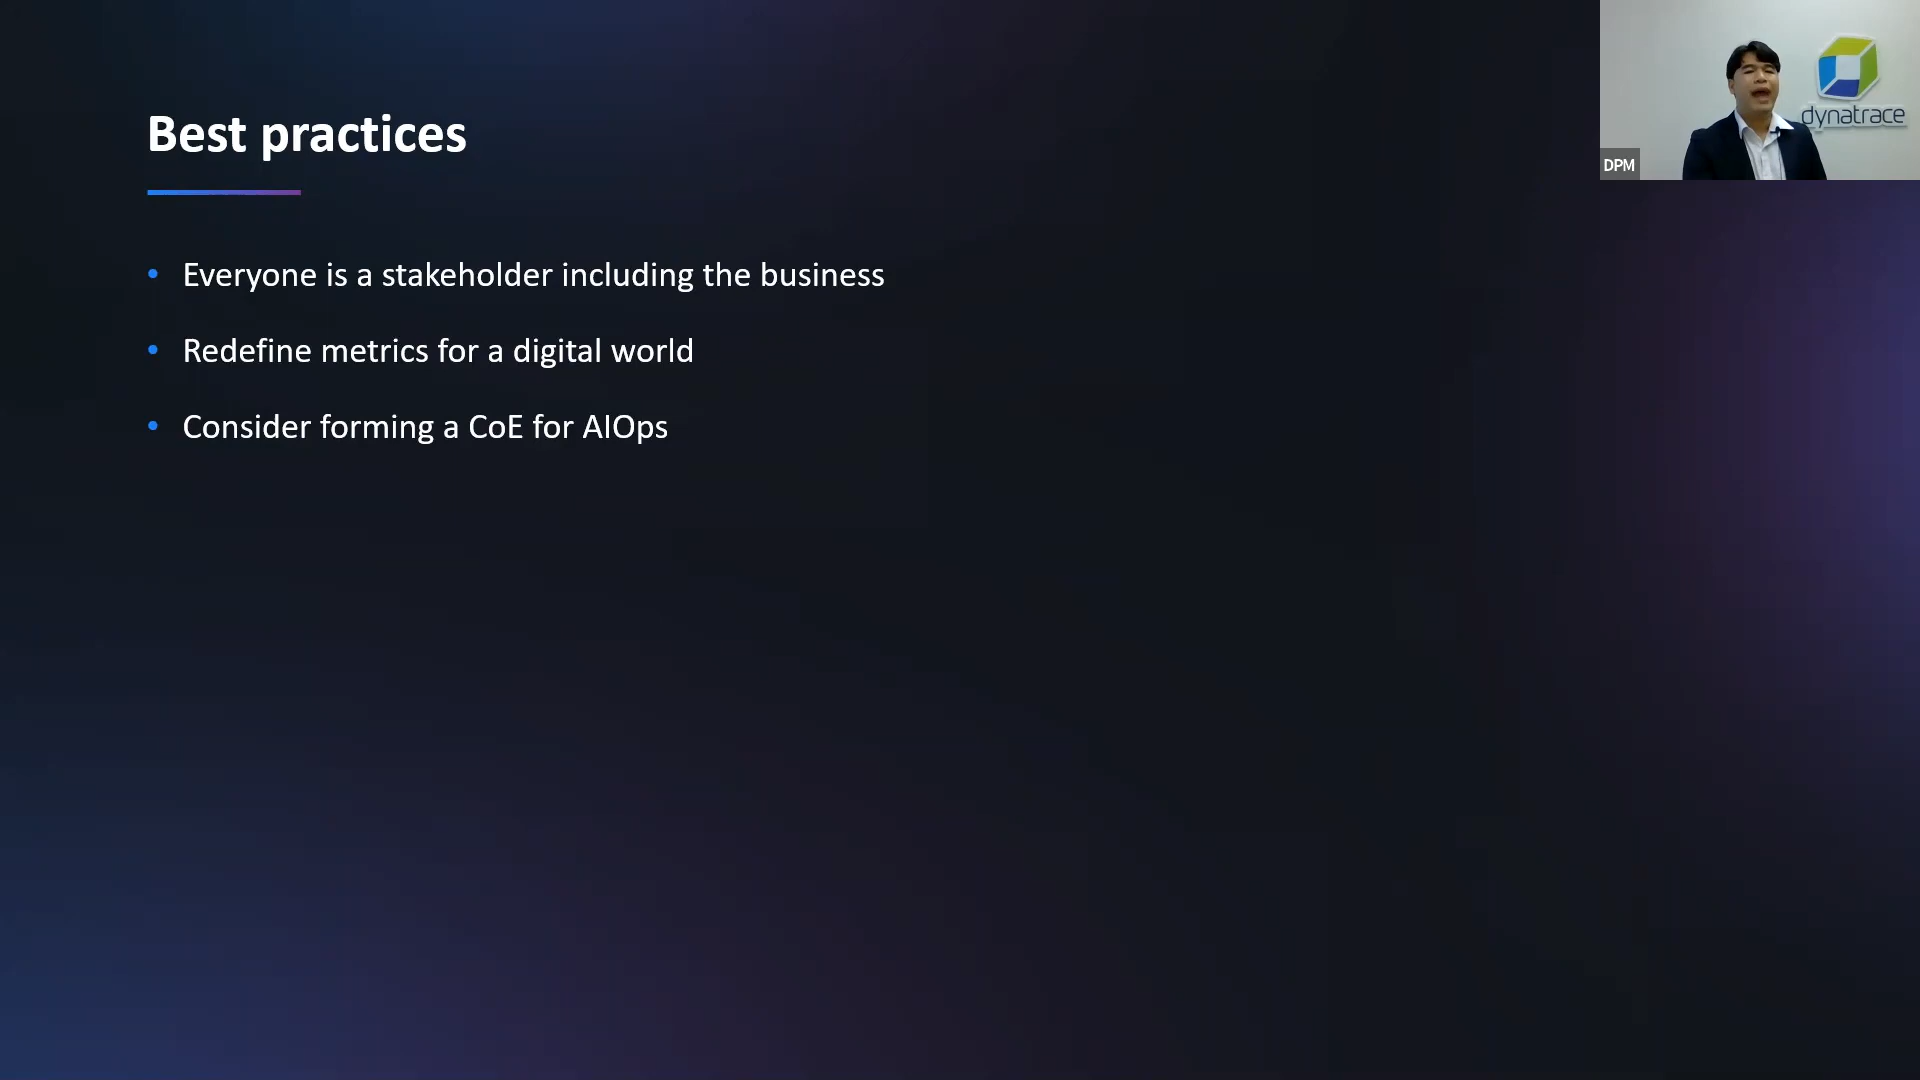 Best practices
• Everyone is a stakeholder including the business
• Redefine metrics for a digital world
• Consider forming a CoE for AIOps
dynatrace
DPM